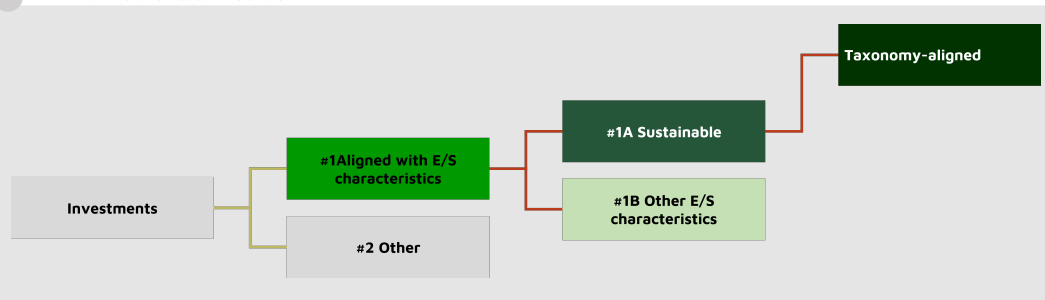 Taxonomy-aligned
#1A Sustainable
#1Aligned with E/S
characteristics
#1B Other E/S
characteristics
Investments
#2 Other